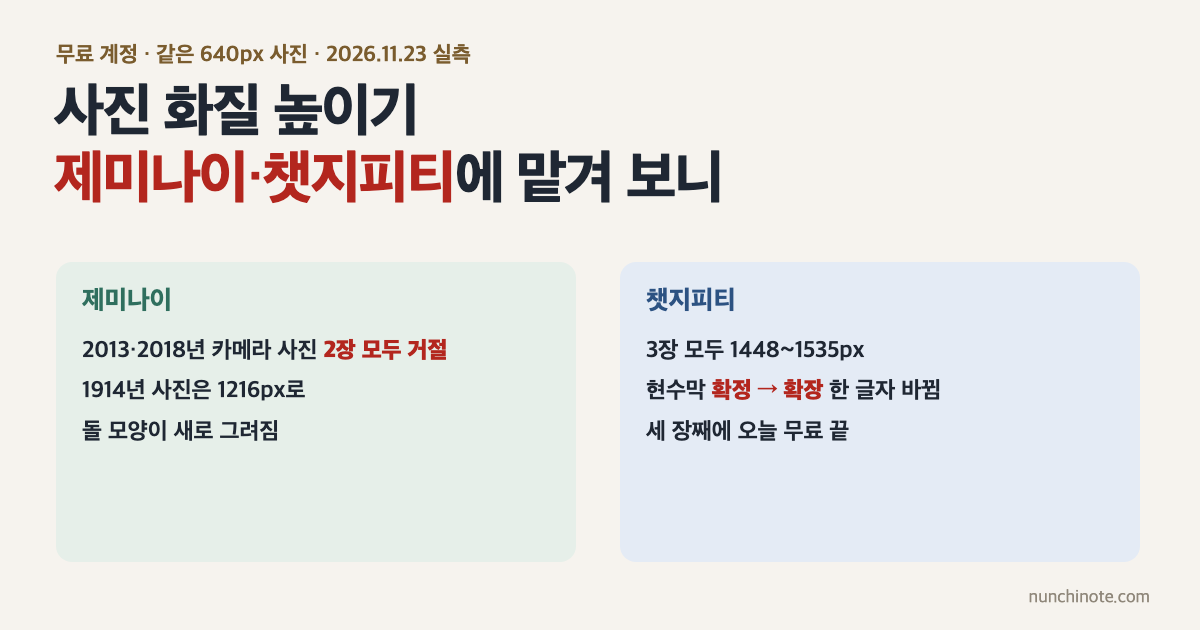 무료 계정 · 같은 640px 사진 · 2026.11.23 실측
사진 화질 높이기
제미나이·챗지피티에 맡겨 보니
제미나이
2013·2018년 카메라 사진 2장 모두 거절
1914년 사진은 1216px로
돌 모양이 새로 그려짐
챗지피티
3장 모두 1448~1535px
현수막 확정 → 확장 한 글자 바뀜
세 장째에 오늘 무료 끝
nunchinote.com